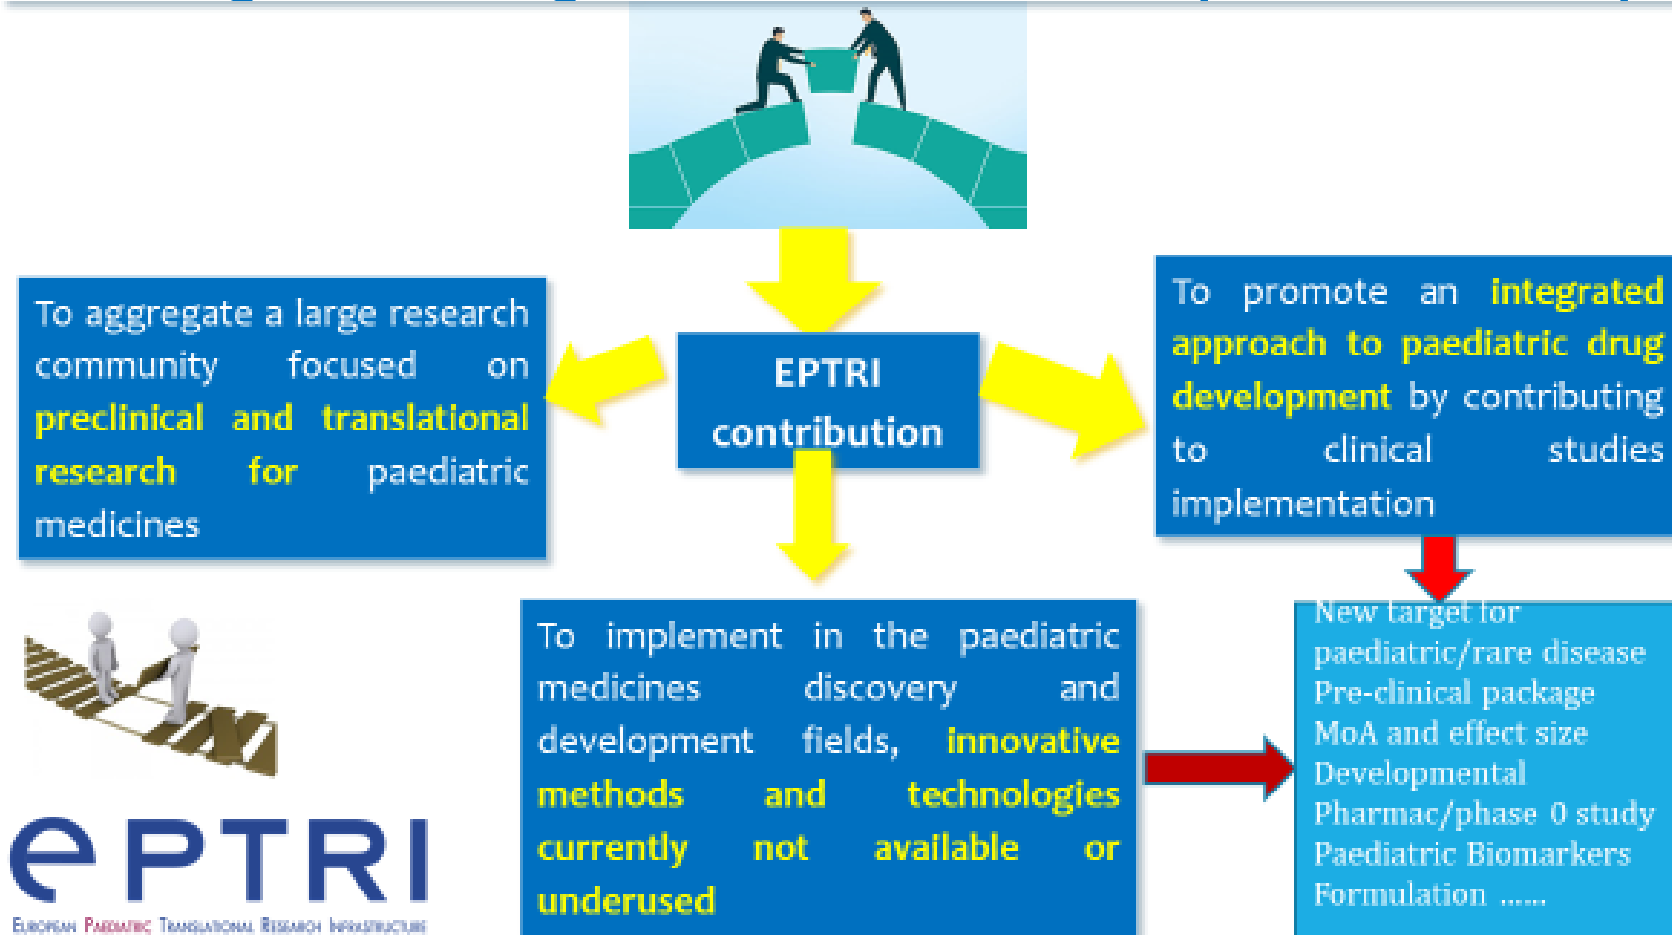 To aggregate a large research
community focused on
preclinical and translational
research for paediatric
medicines
EPTRI
contribution
To promote an integrated
approach to paediatric drug
development by contributing
to clinical studies
implementation
To implement in the paediatric
medicines discovery and
development fields, innovative
methods and technologies
currently not available or
underused
New target for
paediatric/rare disease
Pre-clinical package
MoA and effect size
Developmental
Pharmac/phase 0 study
Paediatric Biomarkers
Formulation ......
ePTRI
EUROPEAN PAEDIATRIC TRANSLATIONAL RESEARCH INFRASTRUCTURE